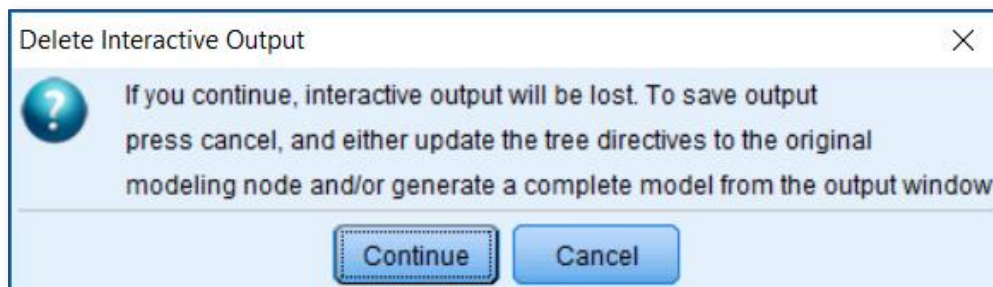 Delete Interactive Output
If you continue, interactive output will be lost. To save output
press cancel, and either update the tree directives to the original
modeling node and/or generate a complete model from the output window
Continue Cancel